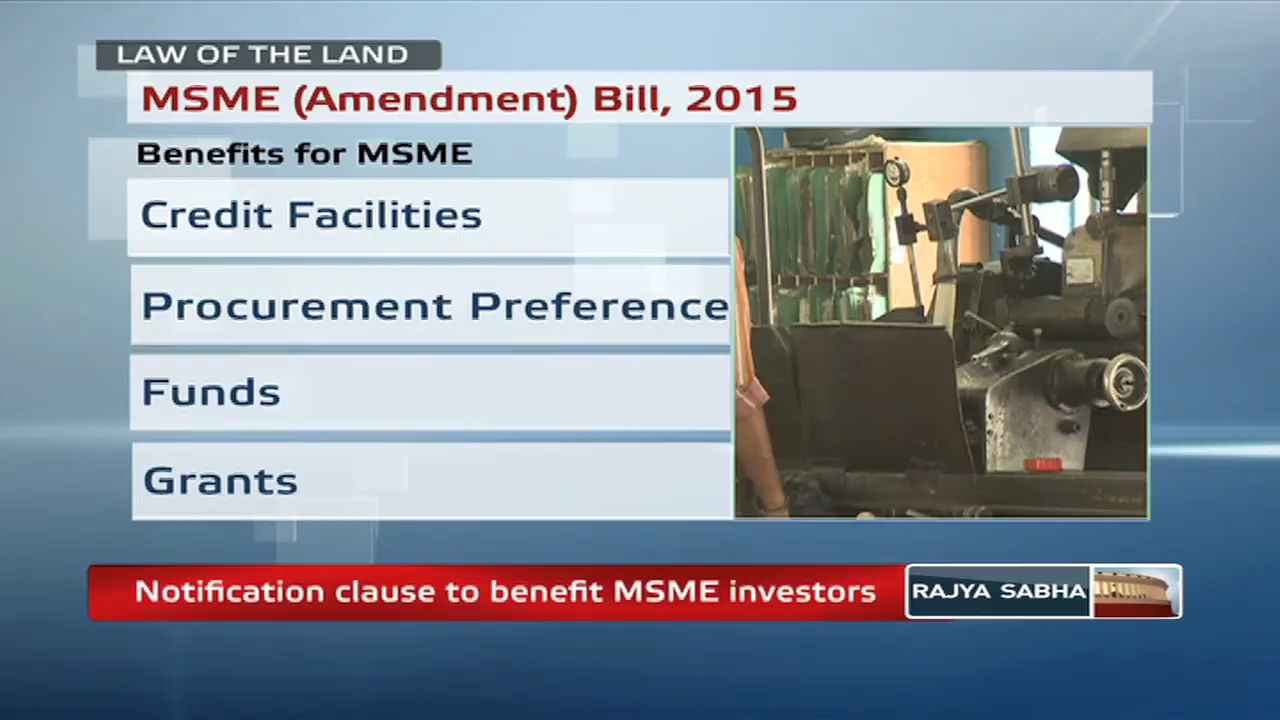 LAW OF THE LAND
MSME (Amendment) Bill, 2015
Benefits for MSME
Credit Facilities
Procurement Preference
Funds
Grants
Notification clause to benefit MSME investors
RAJYA SABHA